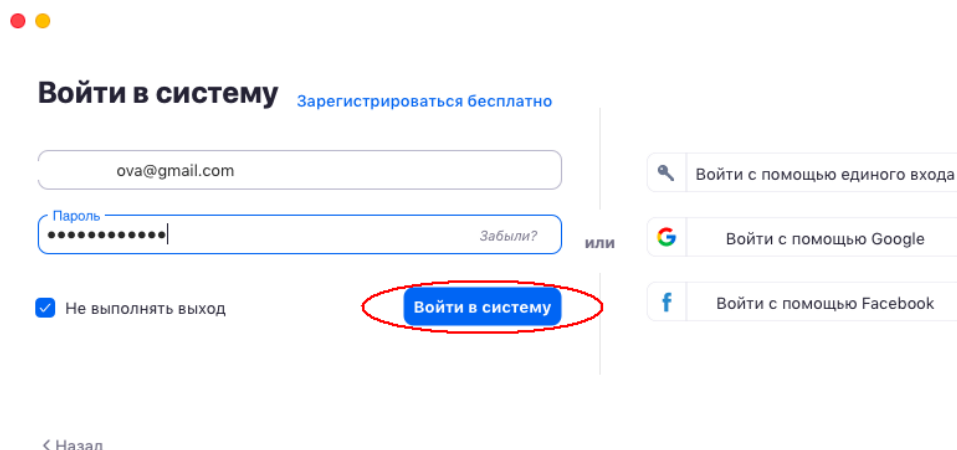 Войти в систему Зарегистрироваться бесплатно
ova@gmail.com
Пароль
Забыли?
Не выполнять выход
Войти в систему
или
Войти с помощью единого входа
Войти с помощью Google
Войти с помощью Facebook
Назад